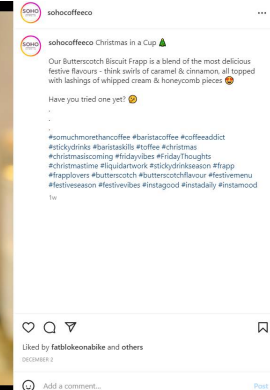 SOHO
sohocoffeeco
SOHO
sohocoffeeco Christmas in a Cup
Our Butterscotch Biscuit Frapp is a blend of the most delicious
festive flavours - think swirls of caramel & cinnamon, all topped
with lashings of whipped cream & honeycomb pieces
Have you tried one yet?
.
.
.
#somuchmorethancoffee #baristacoffee #coffeeaddict
#stickydrinks #baristaskills #toffee #christmas
#christmasiscoming #fridayvibes #FridayThoughts
#christmastime #liquidartwork #stickydrinkseason #frapp
#frapplovers #butterscotch #butterscotchflavour #festivemenu
#festiveseason #festivevibes #instagood #instadaily #instamood
1w
Liked by fatblokeonabike and others
DECEMBER 2
Add a comment...
Post